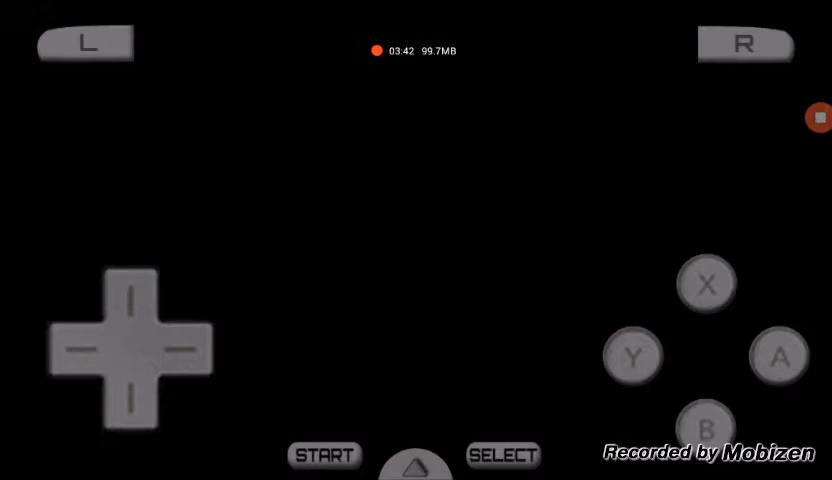 L
03:42 99.7MB
R
X
Y
A
B
START
SELECT
Recorded by Mobizen